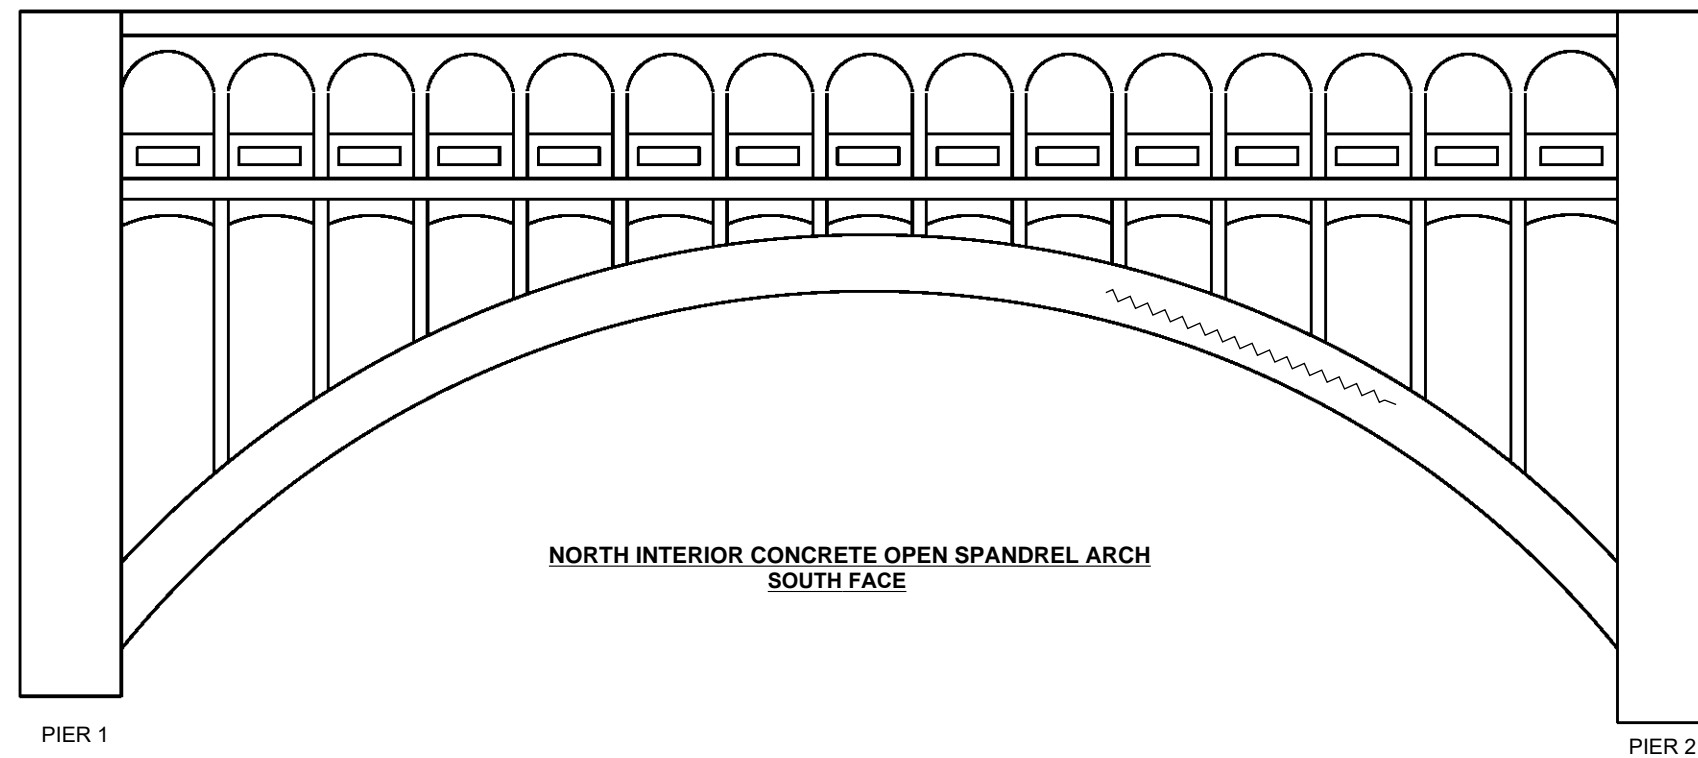 NORTH INTERIOR CONCRETE OPEN SPANDREL ARCH
SOUTH FACE
PIER 1
PIER 2